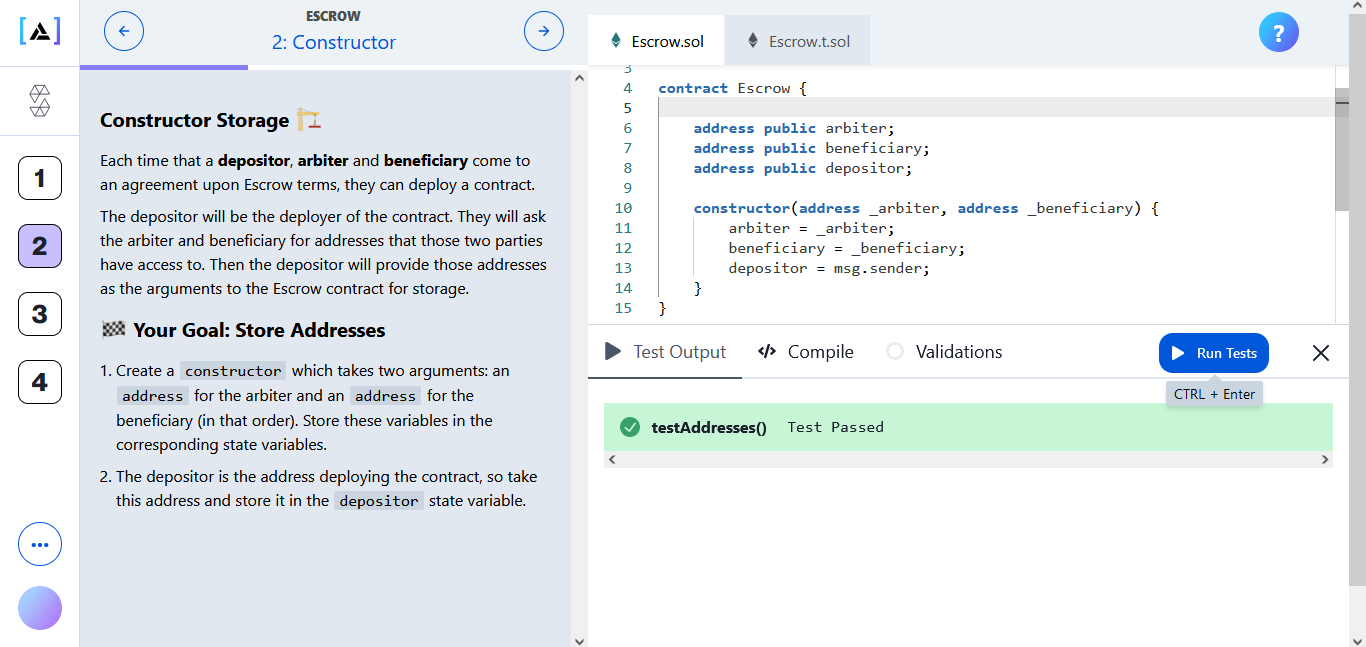 ESCROW
2: Constructor
Constructor Storage
Each time that a depositor, arbiter and beneficiary come to
an agreement upon Escrow terms, they can deploy a contract.
The depositor will be the deployer of the contract. They will ask
the arbiter and beneficiary for addresses that those two parties
have access to. Then the depositor will provide those addresses
as the arguments to the Escrow contract for storage.
Your Goal: Store Addresses
1. Create a constructor which takes two arguments: an
address for the arbiter and an address for the
beneficiary (in that order). Store these variables in the
corresponding state variables.
2. The depositor is the address deploying the contract, so take
this address and store it in the depositor state variable.
1
2
3
4
Escrow.sol
Escrow.t.sol
?
3
4 contract Escrow {
5
6 address public arbiter;
7 address public beneficiary;
8 address public depositor;
9
10 constructor(address _arbiter, address _beneficiary) {
11 arbiter = _arbiter;
12 beneficiary = _beneficiary;
13 depositor = msg.sender;
14 }
15 }
Test Output
Compile
Validations
Run Tests
CTRL + Enter
testAddresses() Test Passed